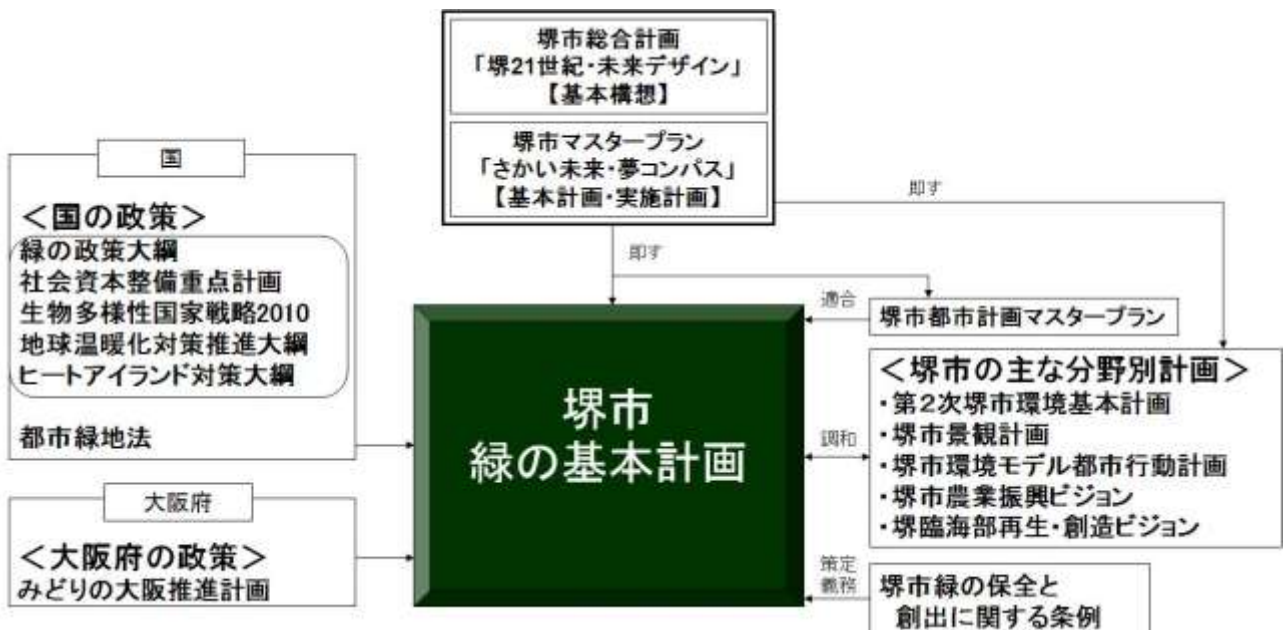 堺市総合計画
「堺21世紀・未来デザイン」
【基本構想】
堺市マスタープラン
「さかい未来・夢コンパス」
【基本計画・実施計画】
国
＜国の政策＞
緑の政策大綱
社会資本整備重点計画
生物多様性国家戦略2010
地球温暖化対策推進大綱
ヒートアイランド対策大綱
都市緑地法
大阪府
＜大阪府の政策＞
みどりの大阪推進計画
即す
即す
堺市
緑の基本計画
適合
堺市都市計画マスタープラン
調和
＜堺市の主な分野別計画＞
・第２次堺市環境基本計画
・堺市景観計画
・堺市環境モデル都市行動計画
・堺市農業振興ビジョン
・堺臨海部再生・創造ビジョン
策定
義務
堺市緑の保全と
創出に関する条例